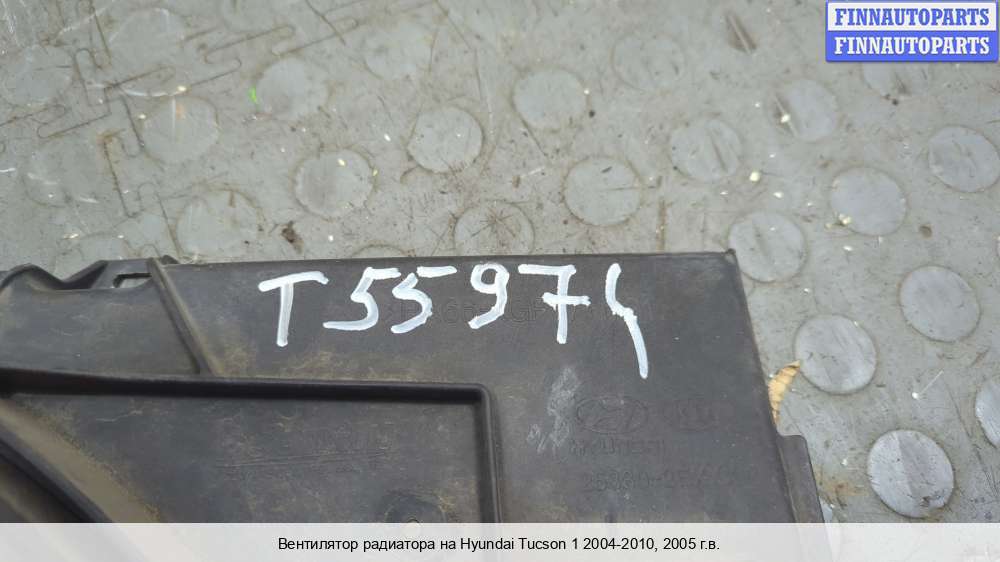 FINNAUTOPARTS
FINNAUTOPARTS
T55974
HYUNDAI
Вентилятор радиатора на Hyundai Tucson 1 2004-2010, 2005 г.в.